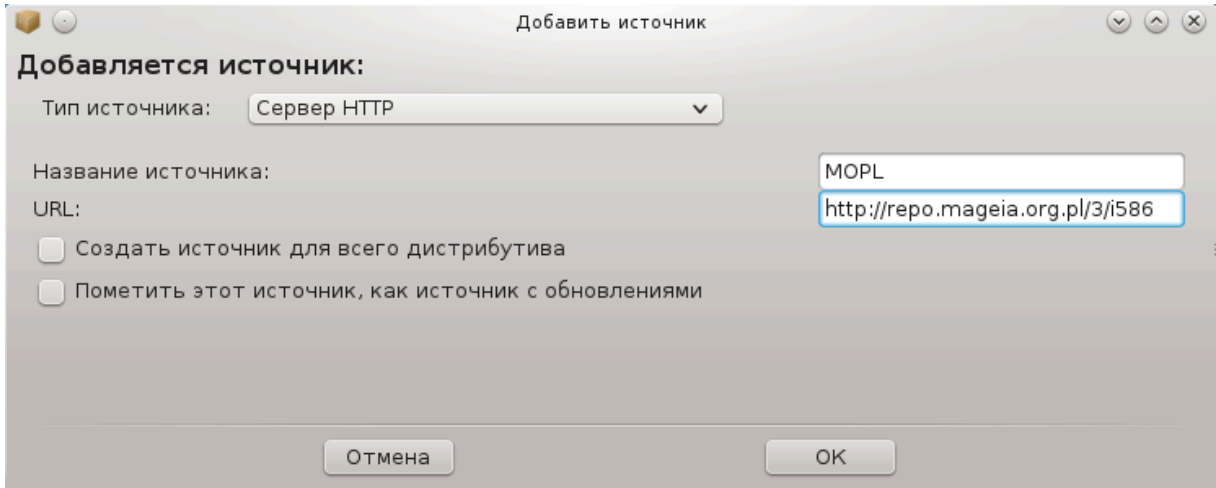 Добавить источник
Добавляется источник:
Тип источника: Сервер HTTP
Название источника: MOPL
URL: http://repo.mageia.org.pl/3/i586
Создать источник для всего дистрибутива
Пометить этот источник, как источник с обновлениями
Отмена OK